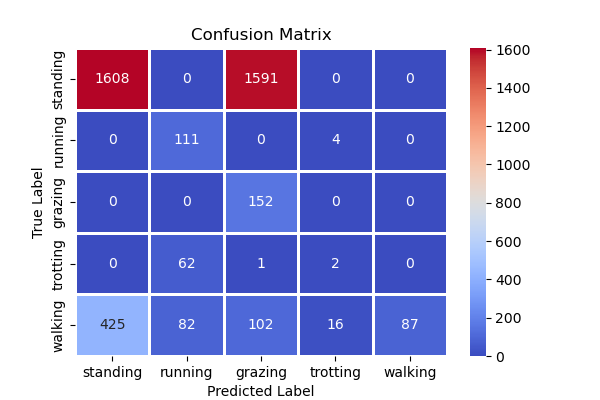 Confusion Matrix
standing 1608 0 1591 0 0
running 0 111 0 4 0
grazing 0 0 152 0 0
trotting 0 62 1 2 0
walking 425 82 102 16 87
standing running grazing trotting walking
Predicted Label
True Label
1600
1400
1200
1000
800
600
400
200
0